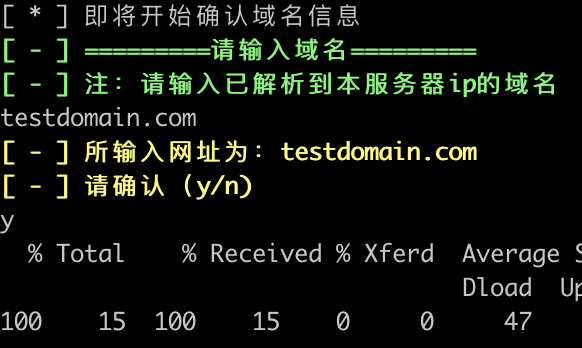 [ * ] 即将开始确认域名信息
[ - ] =========请输入域名=========
[ - ] 注：请输入已解析到本服务器ip的域名
testdomain.com
[ - ] 所输入网址为：testdomain.com
[ - ] 请确认（y/n)
y
% Total % Received % Xferd Average S
Dload Up
100 15 100 15 0 0 47